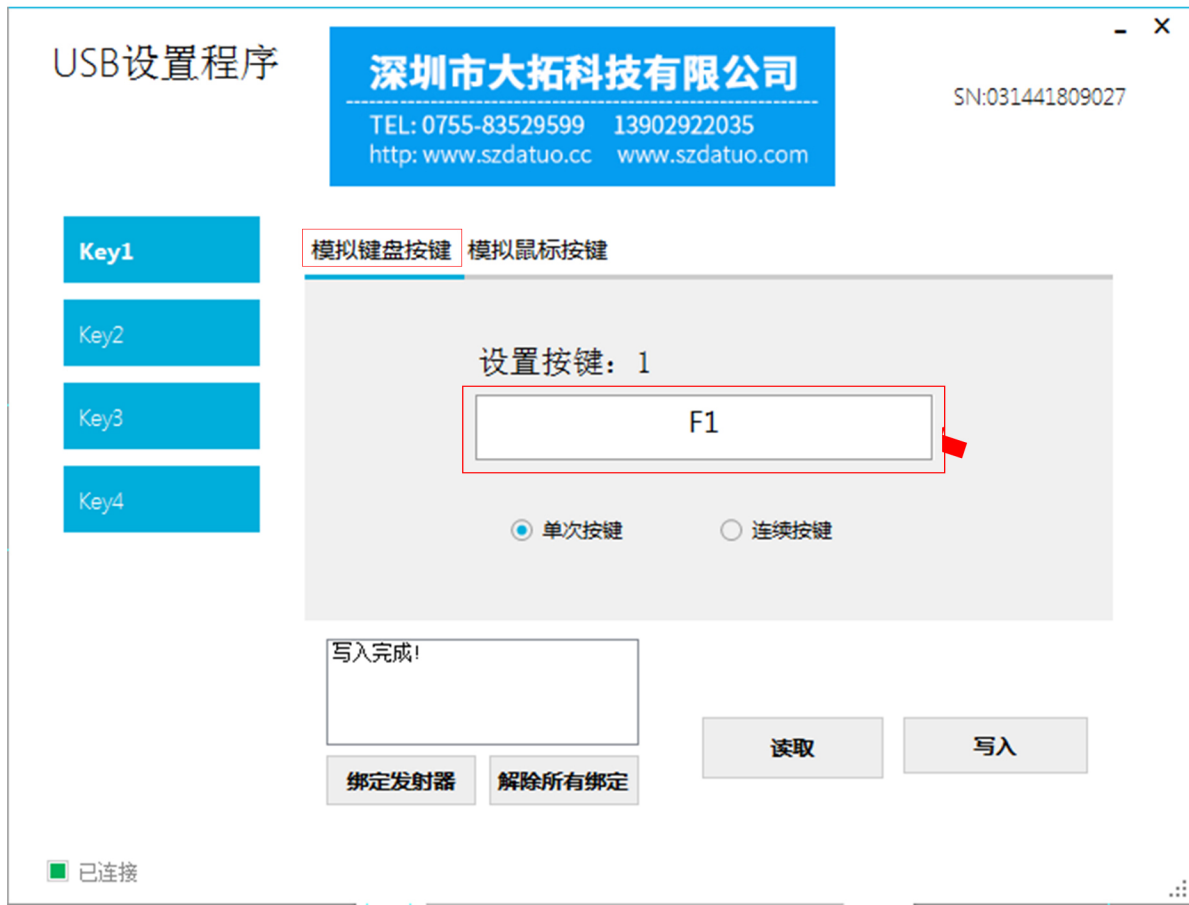 USB设置程序
深圳市大拓科技有限公司
TEL: 0755-83529599 13902922035
http: www.szdatuo.cc www.szdatuo.com
SN:031441809027
Key1
Key2
Key3
Key4
模拟键盘按键 模拟鼠标按键
设置按键：1
F1
单次按键 连续按键
写入完成!
绑定发射器 解除所有绑定
读取 写入
已连接